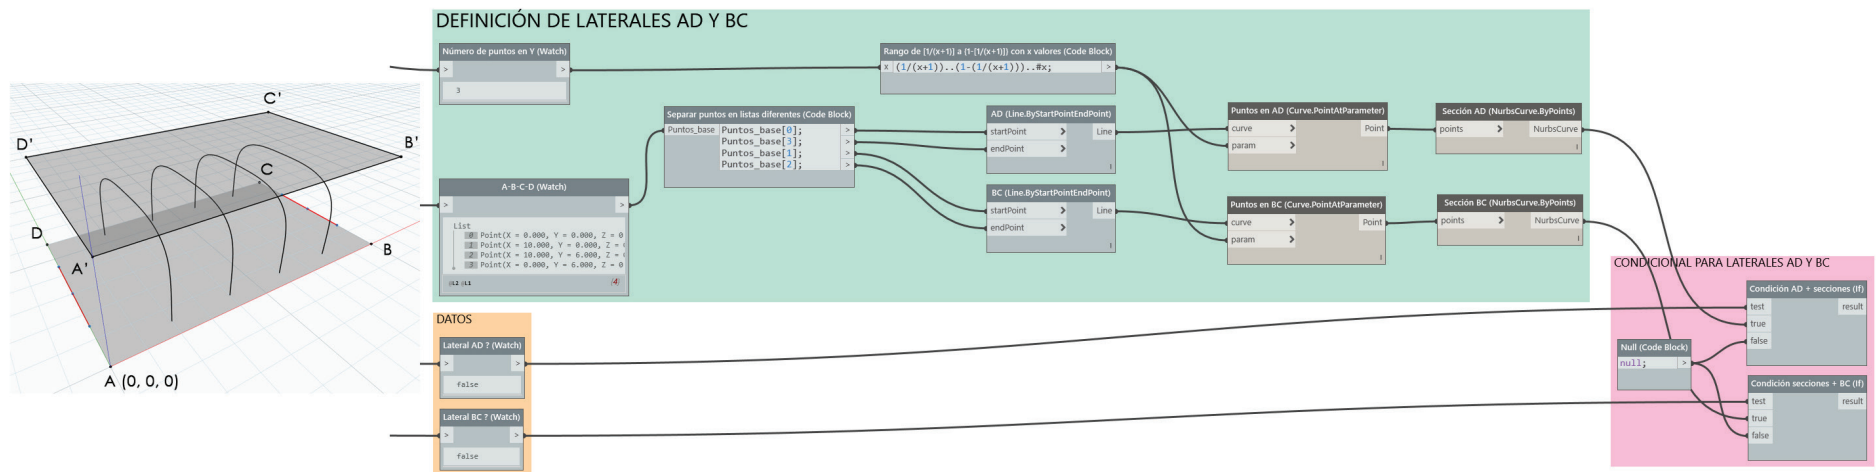 DEFINICIÓN DE LATERALES AD Y BC
Número de puntos en Y (Watch)
>
>
3
Rango de [1/(x+1)] a (1-[1/(x+1)]) con x valores (Code Block)
x
(1/(x+1))..(1-(1/(x+1)))..#x;
>
Separar puntos en listas diferentes (Code Block)
Puntos_base
Puntos_base[0];
>
Puntos_base[3];
>
Puntos_base[1];
>
Puntos_base[2];
>
AD (Line.ByStartPointEndPoint)
startPoint
>
Line
endPoint
>
BC (Line.ByStartPointEndPoint)
startPoint
>
Line
endPoint
>
Puntos en AD (Curve.PointAtParameter)
curve
>
Point
param
>
Sección AD (NurbsCurve.ByPoints)
points
>
NurbsCurve
Puntos en BC (Curve.PointAtParameter)
curve
>
Point
param
>
Sección BC (NurbsCurve.ByPoints)
points
>
NurbsCurve
A-B-C-D (Watch)
>
>
List
0 Point(X = 0.000, Y = 0.000, Z = 0
1 Point(X = 10.000, Y = 0.000, Z = (
2 Point(X = 10.000, Y = 6.000, Z = (
3 Point(X = 0.000, Y = 6.000, Z = 0
@L2 @L1
{4}
C'
D'
B'
C
D
A'
B
A (0, 0, 0)
DATOS
Lateral AD ? (Watch)
>
>
false
Lateral BC ? (Watch)
>
>
false
CONDICIONAL PARA LATERALES AD Y BC
Condición AD + secciones (If)
test
result
true
false
Null (Code Block)
null;
>
Condición secciones + BC (If)
test
result
true
false